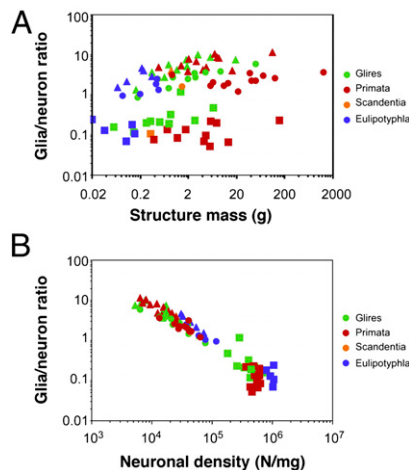 A
Glia/neuron ratio
100
10
1
0.1
0.01
0.02 0.2 2 20 200 2000
Structure mass (g)
Glires
Primata
Scandentia
Eulipotyphla
B
Glia/neuron ratio
100
10
1
0.1
0.01
10³ 10⁴ 10⁵ 10⁶ 10⁷
Neuronal density (N/mg)
Glires
Primata
Scandentia
Eulipotyphla